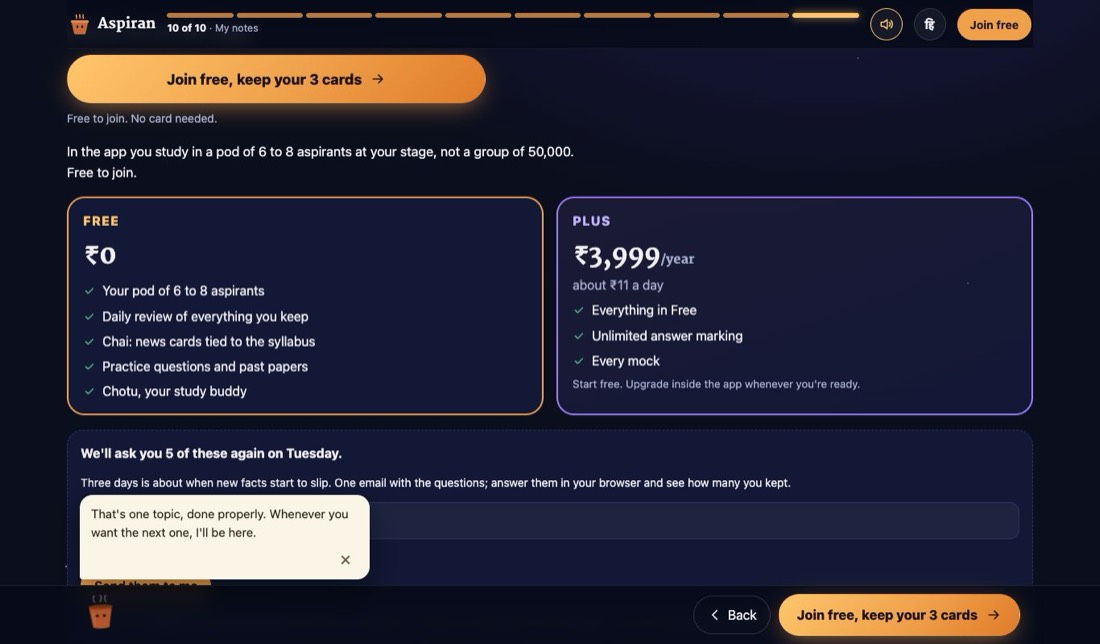 Aspiran
10 of 10 · My notes
हि
Join free
Join free, keep your 3 cards →
Free to join. No card needed.
In the app you study in a pod of 6 to 8 aspirants at your stage, not a group of 50,000.
Free to join.
FREE
₹0
✓ Your pod of 6 to 8 aspirants
✓ Daily review of everything you keep
✓ Chai: news cards tied to the syllabus
✓ Practice questions and past papers
✓ Chotu, your study buddy
PLUS
₹3,999/year
about ₹11 a day
✓ Everything in Free
✓ Unlimited answer marking
✓ Every mock
Start free. Upgrade inside the app whenever you're ready.
We'll ask you 5 of these again on Tuesday.
Three days is about when new facts start to slip. One email with the questions; answer them in your browser and see how many you kept.
That's one topic, done properly. Whenever you
want the next one, I'll be here.
Send them to me
Back
Join free, keep your 3 cards →